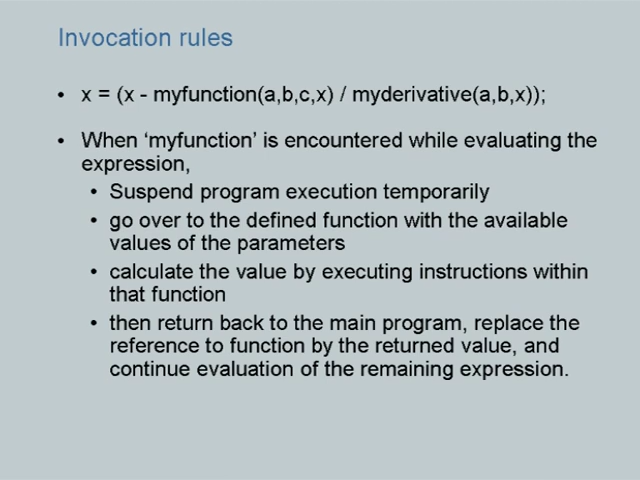 Invocation rules
• x = (x - myfunction(a,b,c,x) / myderivative(a,b,x));
• When ‘myfunction’ is encountered while evaluating the
expression,
• Suspend program execution temporarily
• go over to the defined function with the available
values of the parameters
• calculate the value by executing instructions within
that function
• then return back to the main program, replace the
reference to function by the returned value, and
continue evaluation of the remaining expression.